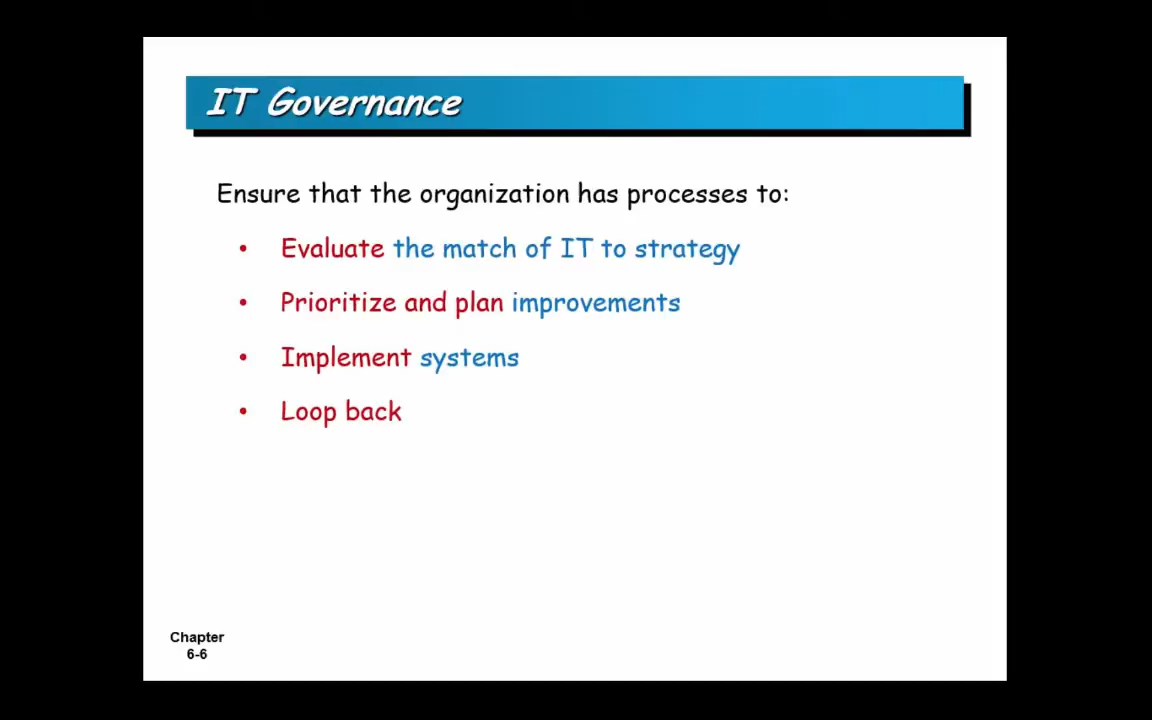 IT Governance
Ensure that the organization has processes to:
• Evaluate the match of IT to strategy
• Prioritize and plan improvements
• Implement systems
• Loop back
Chapter
6-6